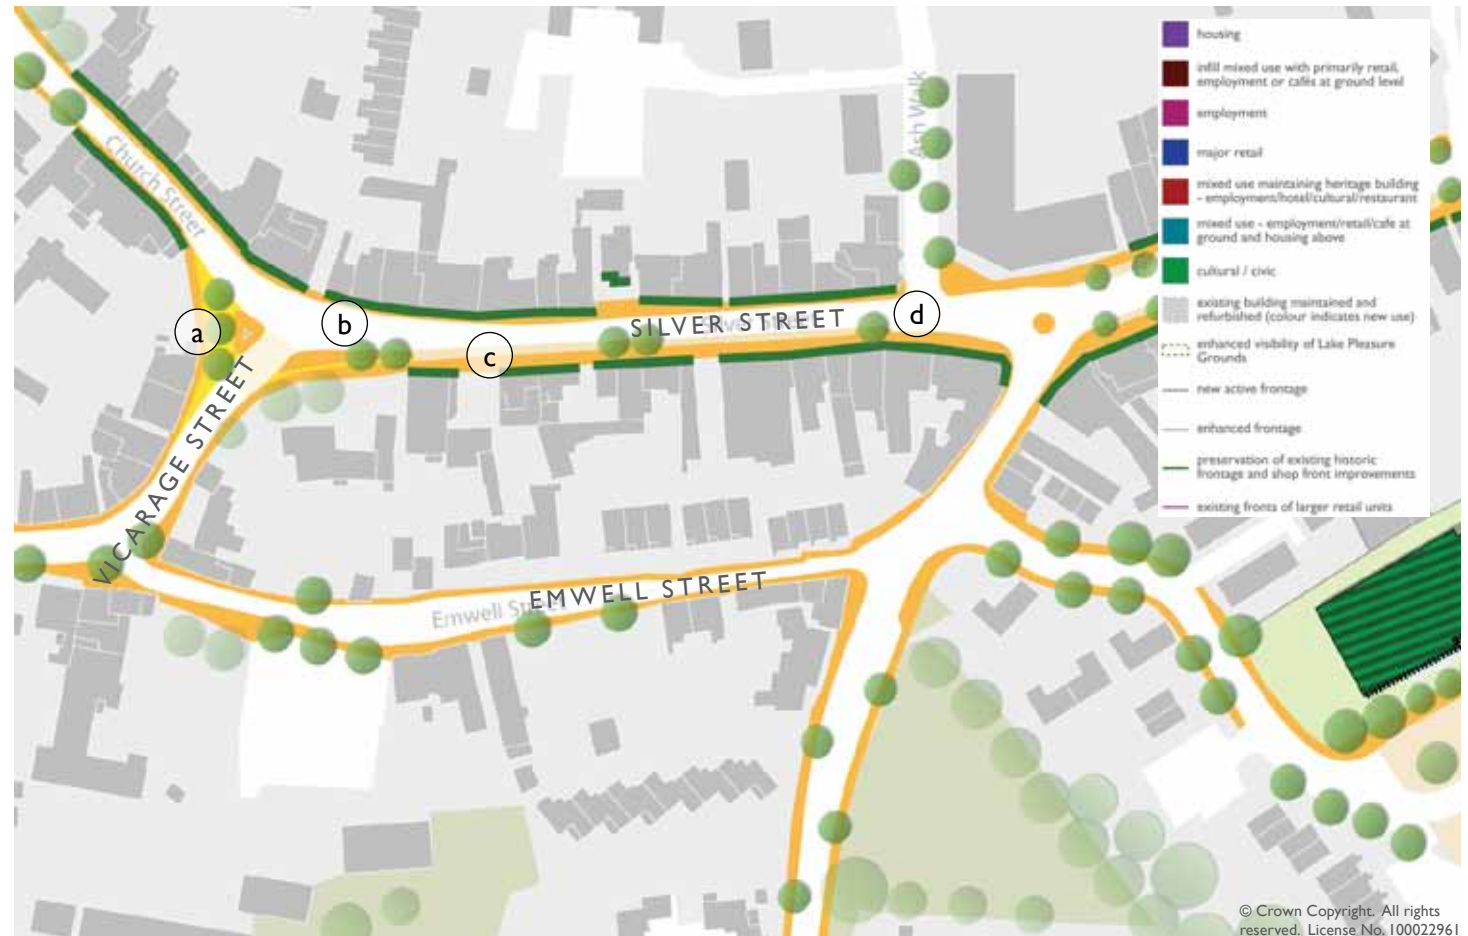 housing
infill mixed use with primarily retail,
employment or cafés at ground level
employment
major retail
mixed use maintaining heritage building
- employment/hotel/cultural/restaurant
mixed use - employment/retail/cafe at
ground and housing above
cultural / civic
existing building maintained and
refurbished (colour indicates new use)
enhanced visibility of Lake Pleasure
Grounds
new active frontage
enhanced frontage
preservation of existing historic
frontage and shop front improvements
existing fronts of larger retail units
Ash Walk
Church Street
a
b
c
d
SILVER STREET
Silver Street
VICARAGE STREET
EMWELL STREET
Emwell Street
© Crown Copyright. All rights
reserved. License No. 100022961